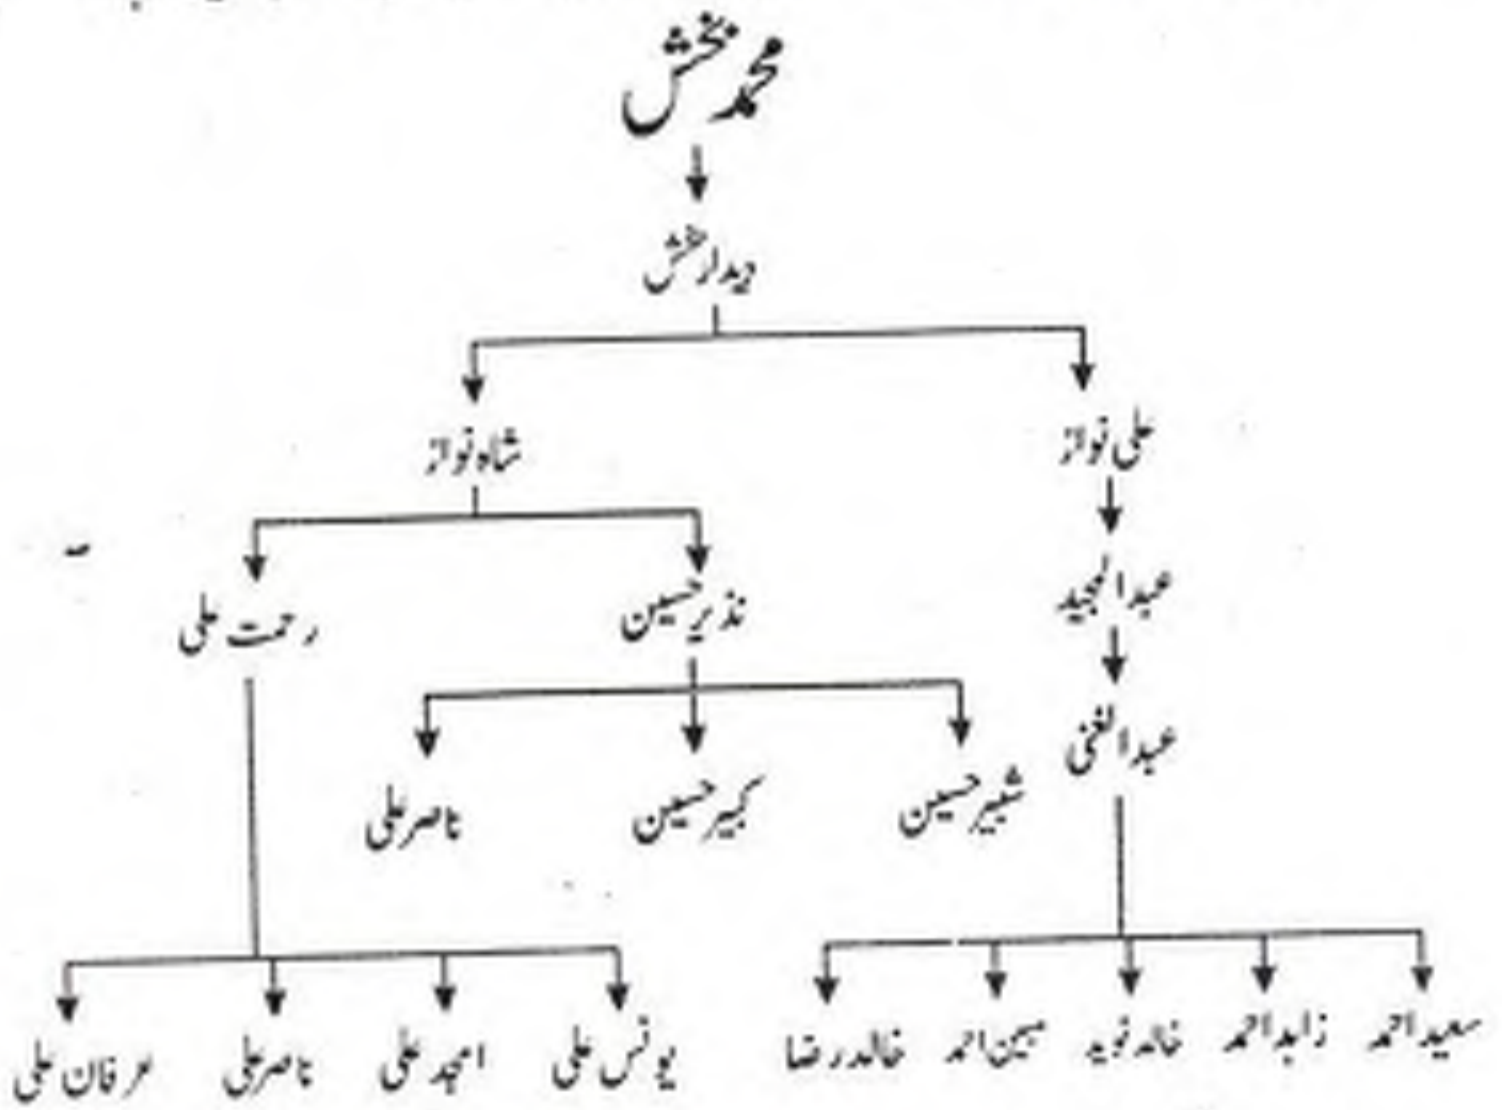 محمد بخش
دیدار بخش
علی نواز
شاہ نواز
عبدالمجید
نذیر حسین
رحمت علی
عبدالغنی
شبیر حسین
کبیر حسین
ناصر علی
سعید احمد
زاہد احمد
خالد نوید
مبین احمد
خالد رضا
یونس علی
امجد علی
ناصر علی
عرفان علی